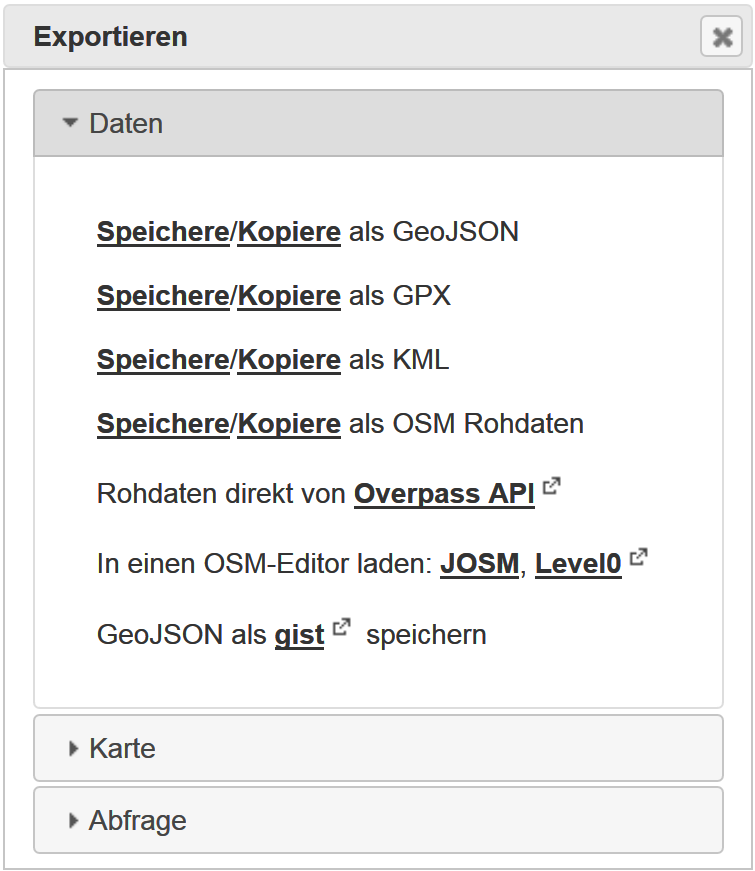 Exportieren
Daten
Speichere/Kopiere als GeoJSON
Speichere/Kopiere als GPX
Speichere/Kopiere als KML
Speichere/Kopiere als OSM Rohdaten
Rohdaten direkt von Overpass API
In einen OSM-Editor laden: JOSM, Level0
GeoJSON als gist speichern
Karte
Abfrage